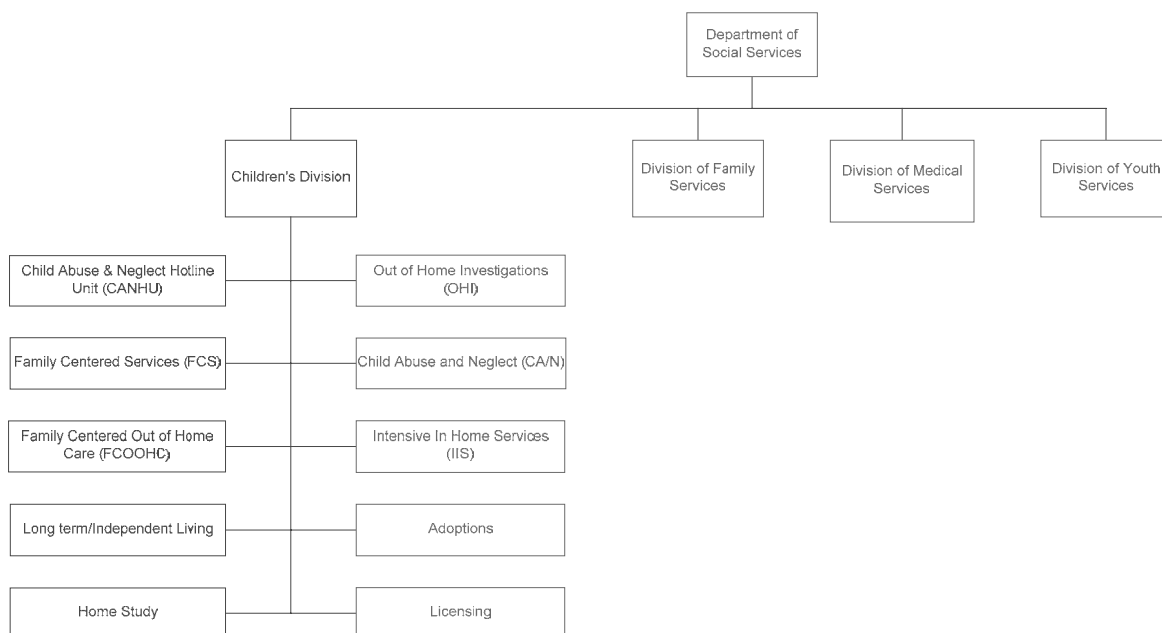 Department of
Social Services
Children's Division
Division of Family
Services
Division of Medical
Services
Division of Youth
Services
Child Abuse & Neglect Hotline
Unit (CANHU)
Out of Home Investigations
(OHI)
Family Centered Services (FCS)
Child Abuse and Neglect (CA/N)
Family Centered Out of Home
Care (FCOOHC)
Intensive In Home Services
(IIS)
Long term/Independent Living
Adoptions
Home Study
Licensing